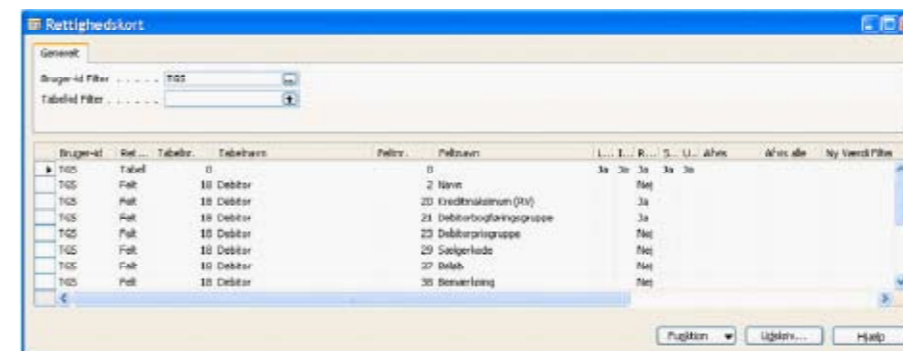 Rettighedskort
Generelt
Bruger-id Filter . . . . . TGS
Tabelid Filter . . . . . .
Bruger-id Ret ... Tabelnr. Tabelnavn Feltnr. Feltnavn L... I... R... S... U... Afvis Afvis alle Ny Værdi Filter
TGS Tabel 0 0 Ja Ja Ja Ja Ja
TGS Felt 18 Debitor 2 Navn Nej
TGS Felt 18 Debitor 20 Kreditmaksimum (RV) Ja
TGS Felt 18 Debitor 21 Debitorbogføringsgruppe Ja
TGS Felt 18 Debitor 23 Debitorprisgruppe Nej
TGS Felt 18 Debitor 29 Sælgerkode Nej
TGS Felt 18 Debitor 37 Beløb Nej
TGS Felt 18 Debitor 38 Bemærkning Nej
Funktion Udskriv... Hjælp